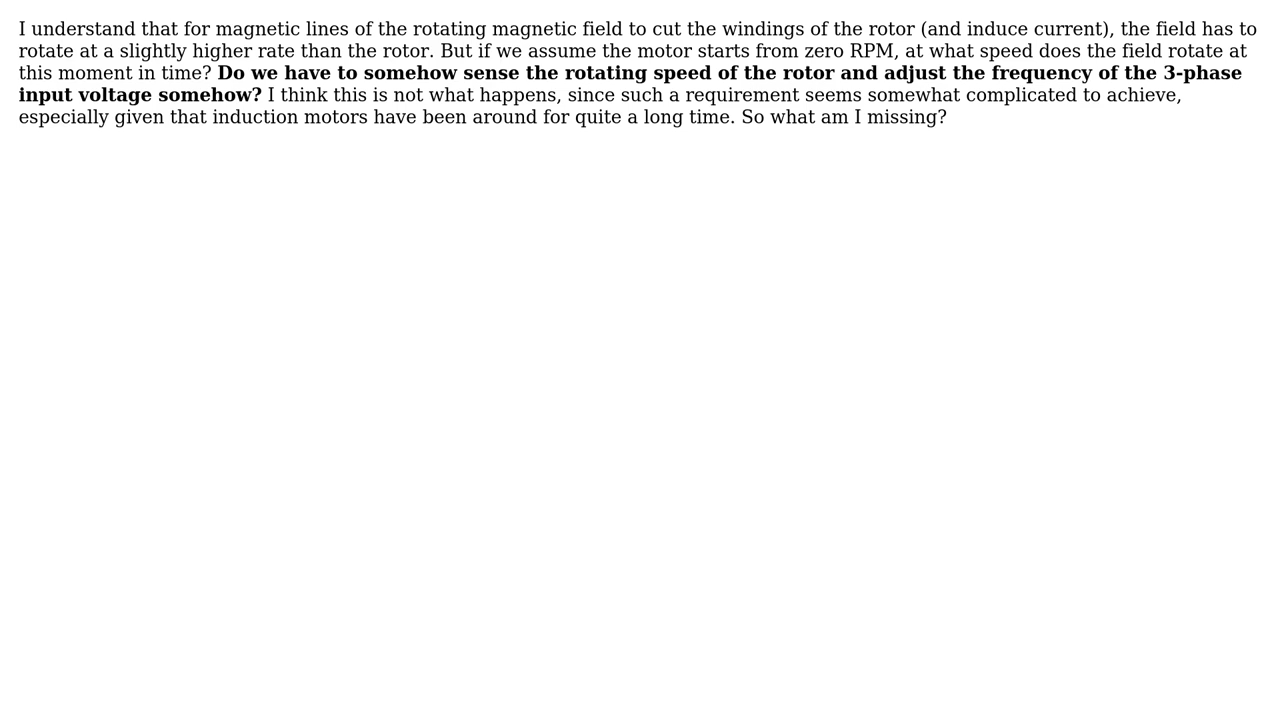 I understand that for magnetic lines of the rotating magnetic field to cut the windings of the rotor (and induce current), the field has to
rotate at a slightly higher rate than the rotor. But if we assume the motor starts from zero RPM, at what speed does the field rotate at
this moment in time? Do we have to somehow sense the rotating speed of the rotor and adjust the frequency of the 3-phase
input voltage somehow? I think this is not what happens, since such a requirement seems somewhat complicated to achieve,
especially given that induction motors have been around for quite a long time. So what am I missing?